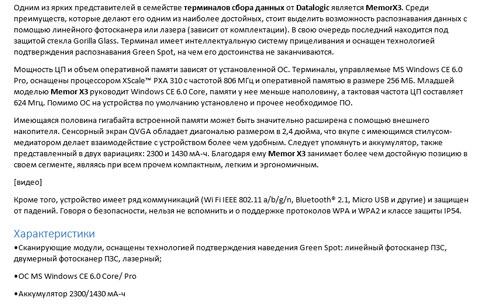 Одним из ярких представителей в семействе терминалов сбора данных от Datalogic является MemorX3. Среди
преимуществ, которые делают его одним из наиболее достойных, стоит выделить возможность распознавания данных с
помощью линейного фотосканера или лазера (зависит от комплектации). В свою очередь последний находится под
защитой стекла Gorilla Glass. Терминал имеет интеллектуальную систему прицеливания и оснащен технологией
подтверждения распознавания Green Spot, на чем его достоинства не заканчиваются.
Мощность ЦП и объем оперативной памяти зависит от установленной ОС. Терминалы, управляемые MS Windows CE 6.0
Pro, оснащены процессором XScale™ PXA 310 с частотой 806 МГц и оперативной памятью в размере 256 МБ. Младшей
моделью Memor X3 руководит Windows CE 6.0 Core, памяти у нее меньше наполовину, а тактовая частота ЦП составляет
624 Мгц. Помимо ОС на устройства по умолчанию установлено и прочее необходимое ПО.
Имеющаяся половина гигабайта встроенной памяти может быть значительно расширена с помощью внешнего
накопителя. Сенсорный экран QVGA обладает диагональю размером в 2,4 дюйма, что вкупе с имеющимся стилусом-
медиатором делает взаимодействие с устройством более чем удобным. Следует упомянуть и аккумулятор, также
представленный в двух вариациях: 2300 и 1430 мА-ч. Благодаря ему Memor X3 занимает более чем достойную позицию в
своем сегменте, являясь при всем прочем компактным, легким и эргономичным.
[видео]
Кроме того, устройство имеет ряд коммуникаций (Wi Fi IEEE 802.11 a/b/g/n, Bluetooth® 2.1, Micro USB и другие) и защищен
от падений. Говоря о безопасности, нельзя не вспомнить и о поддержке протоколов WPA и WPA2 и классе защиты IP54.
Характеристики
•Сканирующие модули, оснащены технологией подтверждения наведения Green Spot: линейный фотосканер ПЗС,
двумерный фотосканер ПЗС, лазерный;
•ОС MS Windows CE 6.0 Core/ Pro
•Аккумулятор 2300/1430 мА-ч